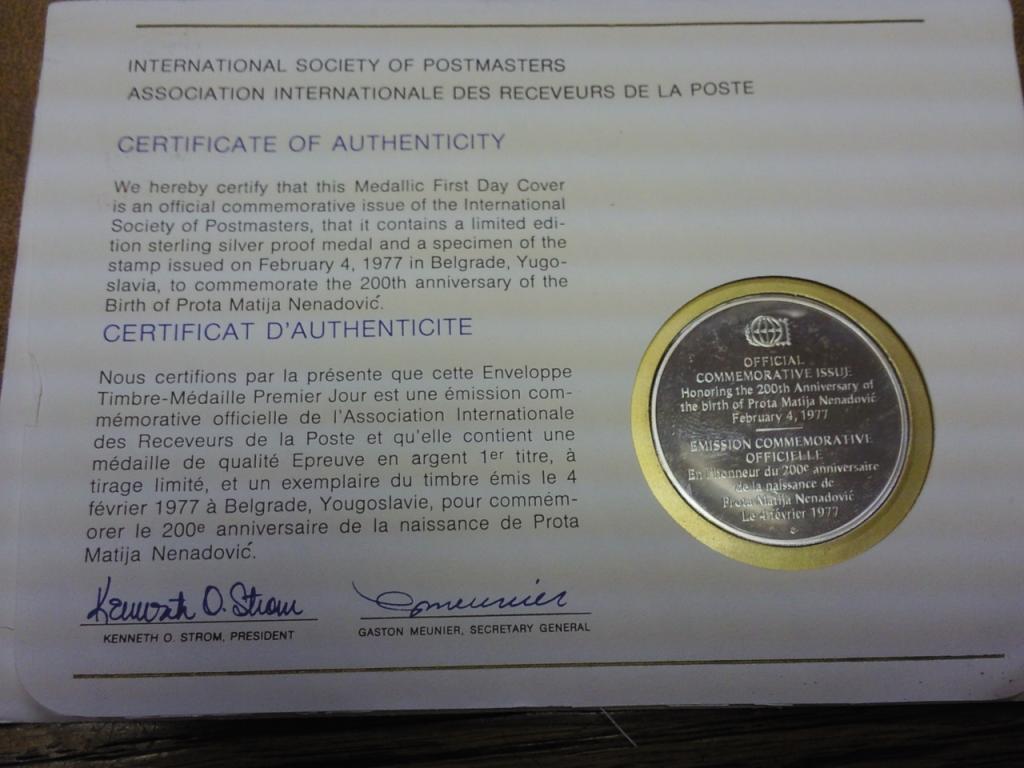 INTERNATIONAL SOCIETY OF POSTMASTERS
ASSOCIATION INTERNATIONALE DES RECEVEURS DE LA POSTE
CERTIFICATE OF AUTHENTICITY
We hereby certify that this Medallic First Day Cover
is an official commemorative issue of the International
Society of Postmasters, that it contains a limited edi-
tion sterling silver proof medal and a specimen of the
stamp issued on February 4, 1977 in Belgrade, Yugo-
slavia, to commemorate the 200th anniversary of the
Birth of Prota Matija Nenadović.
CERTIFICAT D'AUTHENTICITE
Nous certifions par la présente que cette Enveloppe
Timbre-Médaille Premier Jour est une émission com-
mémorative officielle de l'Association Internationale
des Receveurs de la Poste et qu'elle contient une
médaille de qualité Epreuve en argent 1er titre, à
tirage limité, et un exemplaire du timbre émis le 4
février 1977 à Belgrade, Yougoslavie, pour commém-
orer le 200e anniversaire de la naissance de Prota
Matija Nenadović.
Kenneth O. Strom
KENNETH O. STROM, PRESIDENT
G Meunier
GASTON MEUNIER, SECRETARY GENERAL
OFFICIAL
COMMEMORATIVE ISSUE
Honoring the 200th Anniversary of
the birth of Prota Matija Nenadović
February 4, 1977
EMISSION COMMEMORATIVE
OFFICIELLE
En l'honneur du 200e anniversaire
de la naissance de
Prota Matija Nenadović
Le 4 février 1977